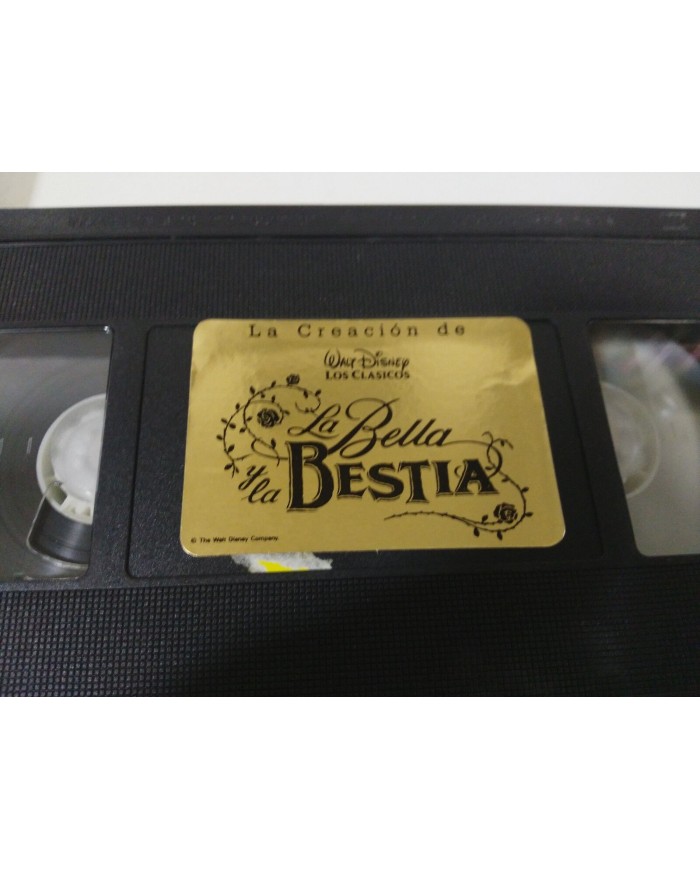 La Creación de
WALT DISNEY
LOS CLASICOS
La Bella
y la
BESTIA
© The Walt Disney Company